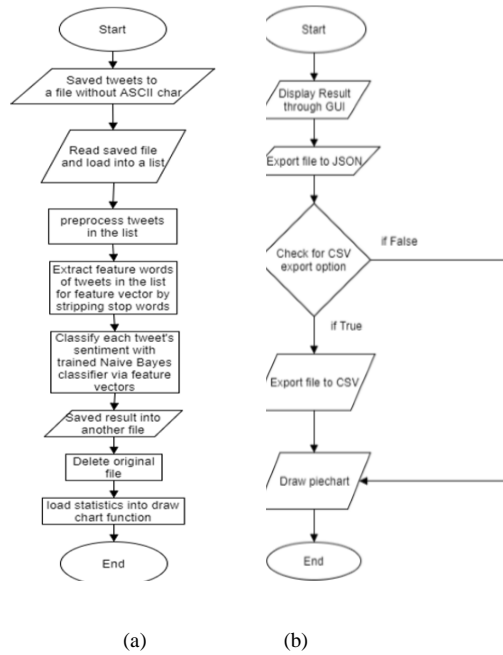 Start
Saved tweets to
a file without ASCII char
Read saved file
and load into a list
preprocess tweets
in the list
Extract feature words
of tweets in the list
for feature vector by
stripping stop words
Classify each tweet's
sentiment with
trained Naive Bayes
classifier via feature
vectors
Saved result into
another file
Delete original
file
load statistics into draw
chart function
End
(a)
Start
Display Result
through GUI
Export file to JSON
Check for CSV
export option
if False
if True
Export file to CSV
Draw piechart
End
(b)